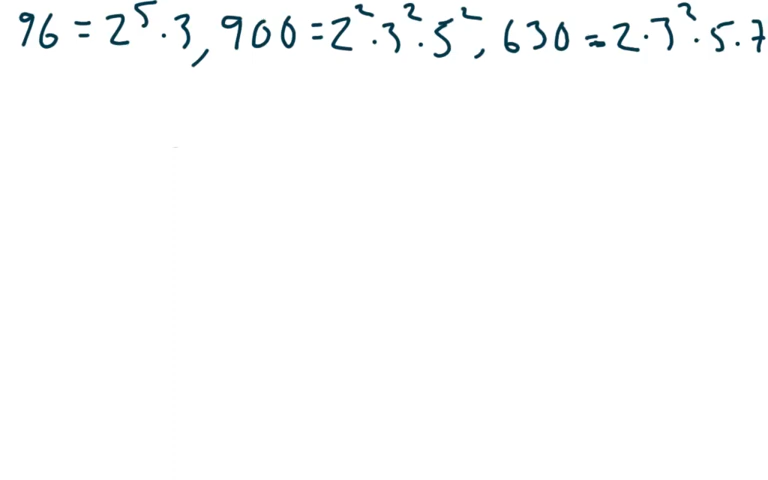 96 = 2⁵·3, 900 = 2²·3²·5², 630 = 2·3²·5·7